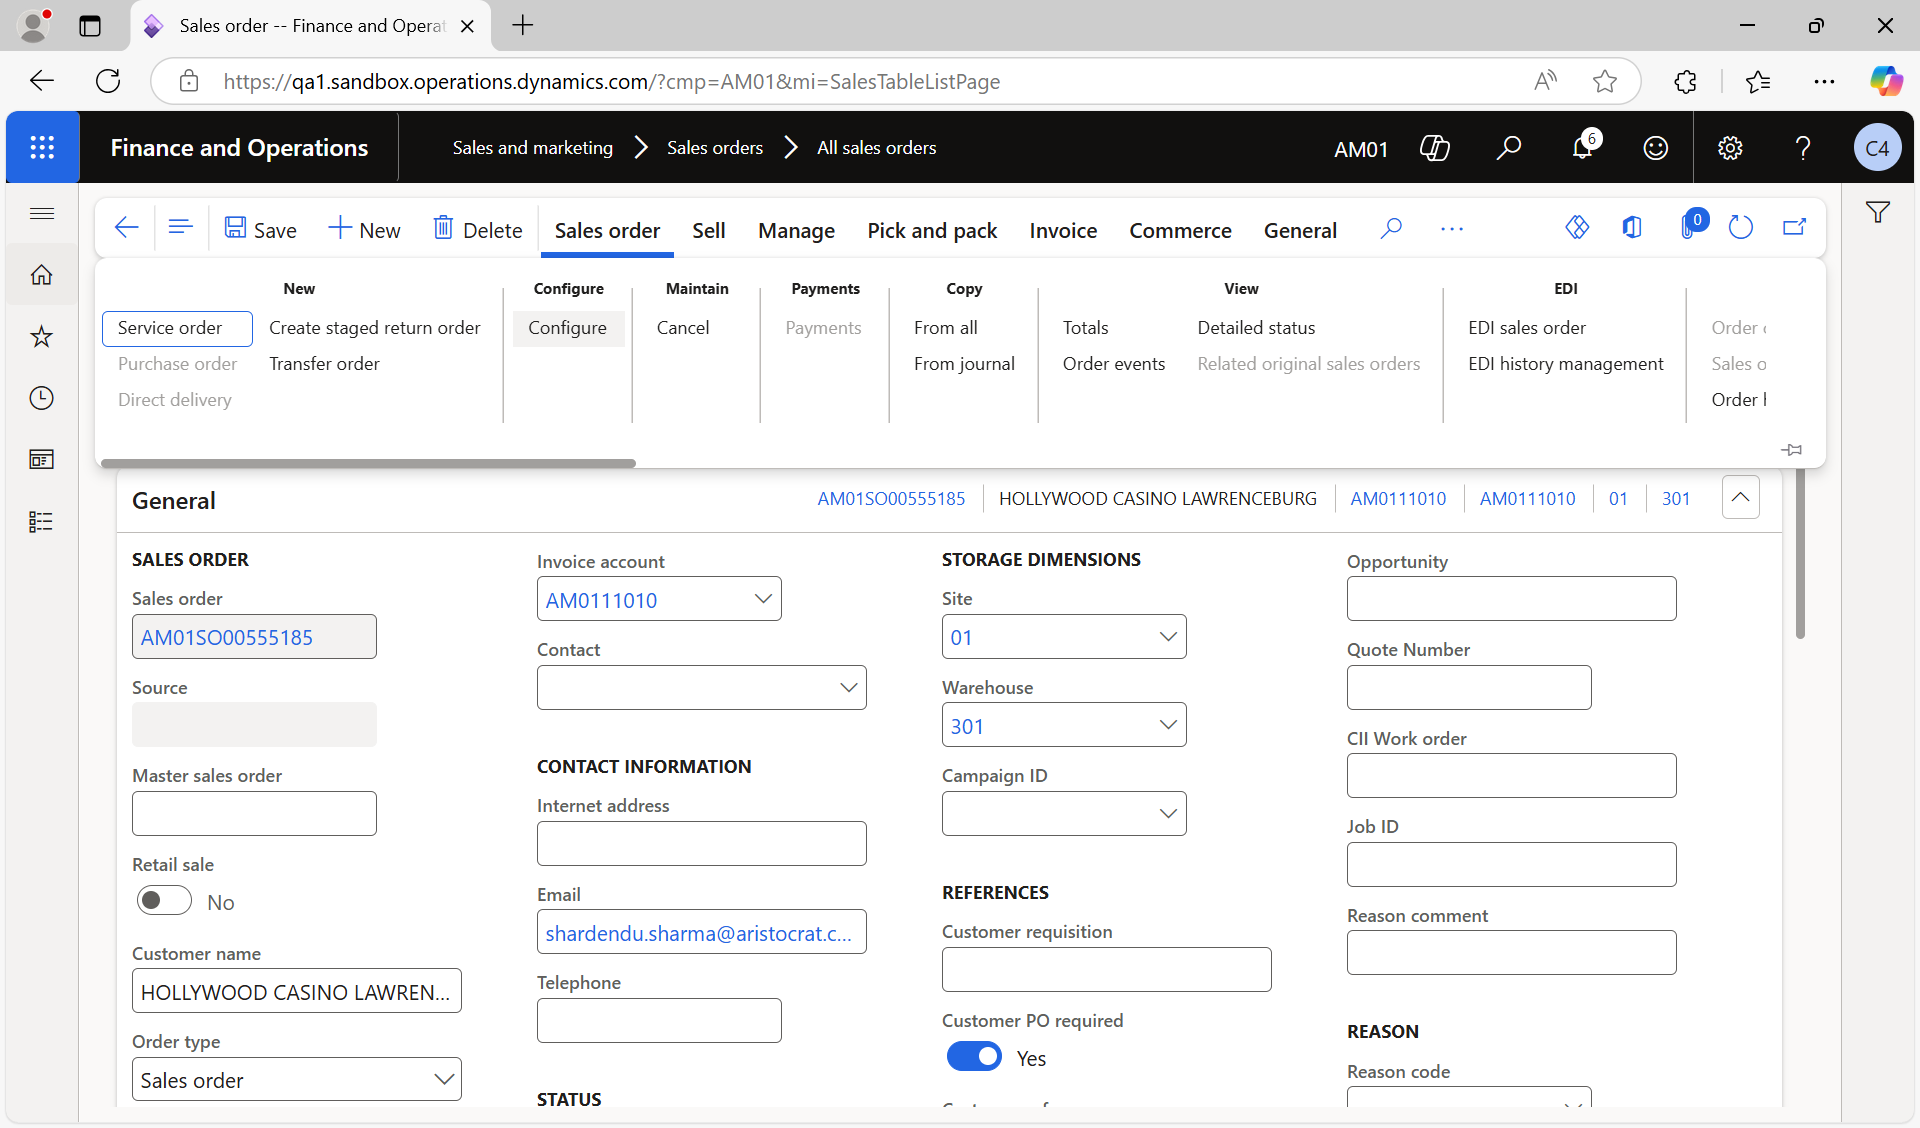 Sales order -- Finance and Operat
https://qa1.sandbox.operations.dynamics.com/?cmp=AM01&mi=SalesTableListPage
Finance and Operations
Sales and marketing
Sales orders
All sales orders
AM01
6
C4
Save
New
Delete
Sales order
Sell
Manage
Pick and pack
Invoice
Commerce
General
0
New
Service order
Create staged return order
Purchase order
Transfer order
Direct delivery
Configure
Configure
Maintain
Cancel
Payments
Payments
Copy
From all
From journal
View
Totals
Detailed status
Order events
Related original sales orders
EDI
EDI sales order
EDI history management
Order
Sales o
Order
General
AM01SO00555185
HOLLYWOOD CASINO LAWRENCEBURG
AM0111010
AM0111010
01
301
SALES ORDER
Sales order
AM01SO00555185
Source
Master sales order
Retail sale
No
Customer name
HOLLYWOOD CASINO LAWREN...
Order type
Sales order
Invoice account
AM0111010
Contact
CONTACT INFORMATION
Internet address
Email
shardendu.sharma@aristocrat.c...
Telephone
STATUS
STORAGE DIMENSIONS
Site
01
Warehouse
301
Campaign ID
REFERENCES
Customer requisition
Customer PO required
Yes
Opportunity
Quote Number
CII Work order
Job ID
Reason comment
REASON
Reason code